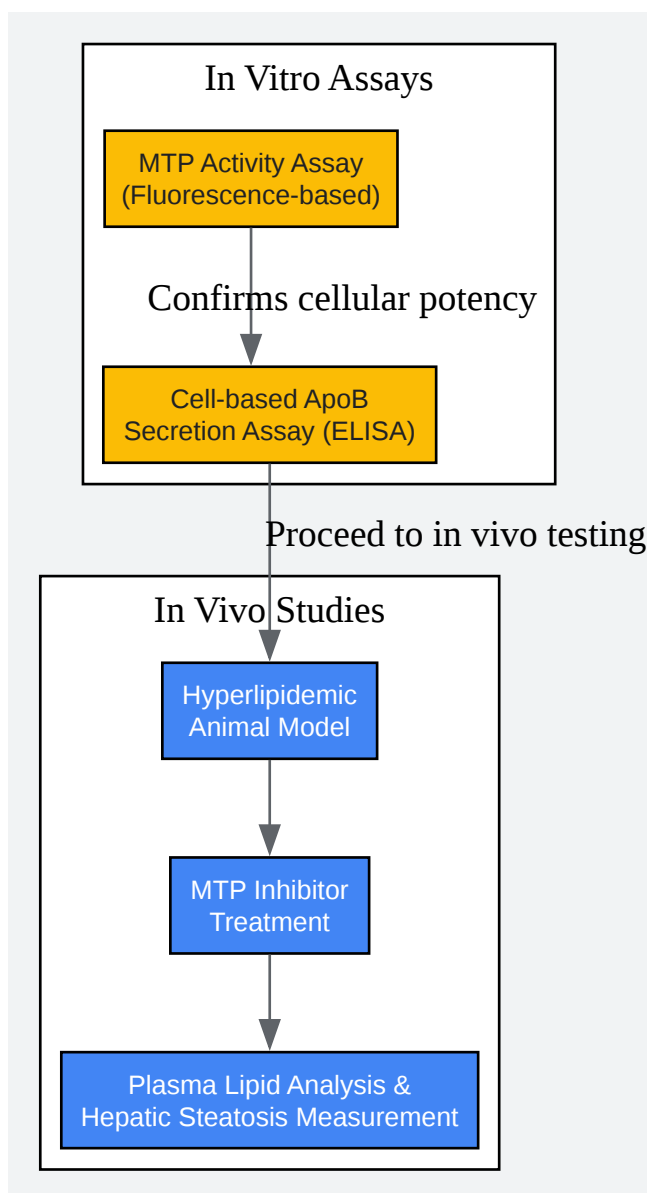 In Vitro Assays
MTP Activity Assay
(Fluorescence-based)
Confirms cellular potency
Cell-based ApoB
Secretion Assay (ELISA)
Proceed to in vivo testing
In Vivo Studies
Hyperlipidemic
Animal Model
MTP Inhibitor
Treatment
Plasma Lipid Analysis &
Hepatic Steatosis Measurement